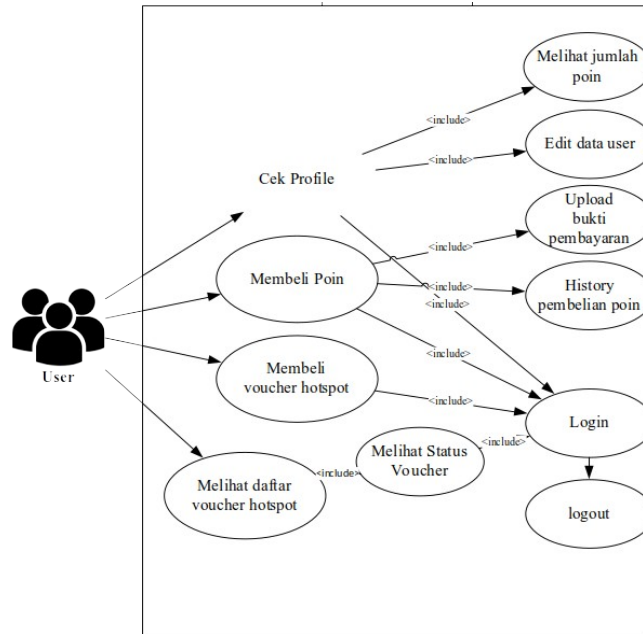 Melihat jumlah
poin
<include>
Edit data user
<include>
Cek Profile
Upload
bukti
pembayaran
<include>
Membeli Poin
<include>
History
pembelian poin
<include>
Membeli
voucher hotspot
<include>
User
<include>
Login
<include>
Melihat Status
Voucher
<include>
Melihat daftar
voucher hotspot
logout